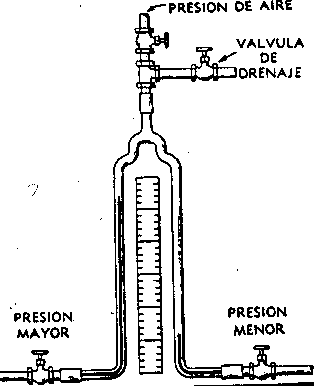 PRESION DE AIRE
VALVULA
DE
DRENAJE
PRESION
MAYOR
PRESION
MENOR